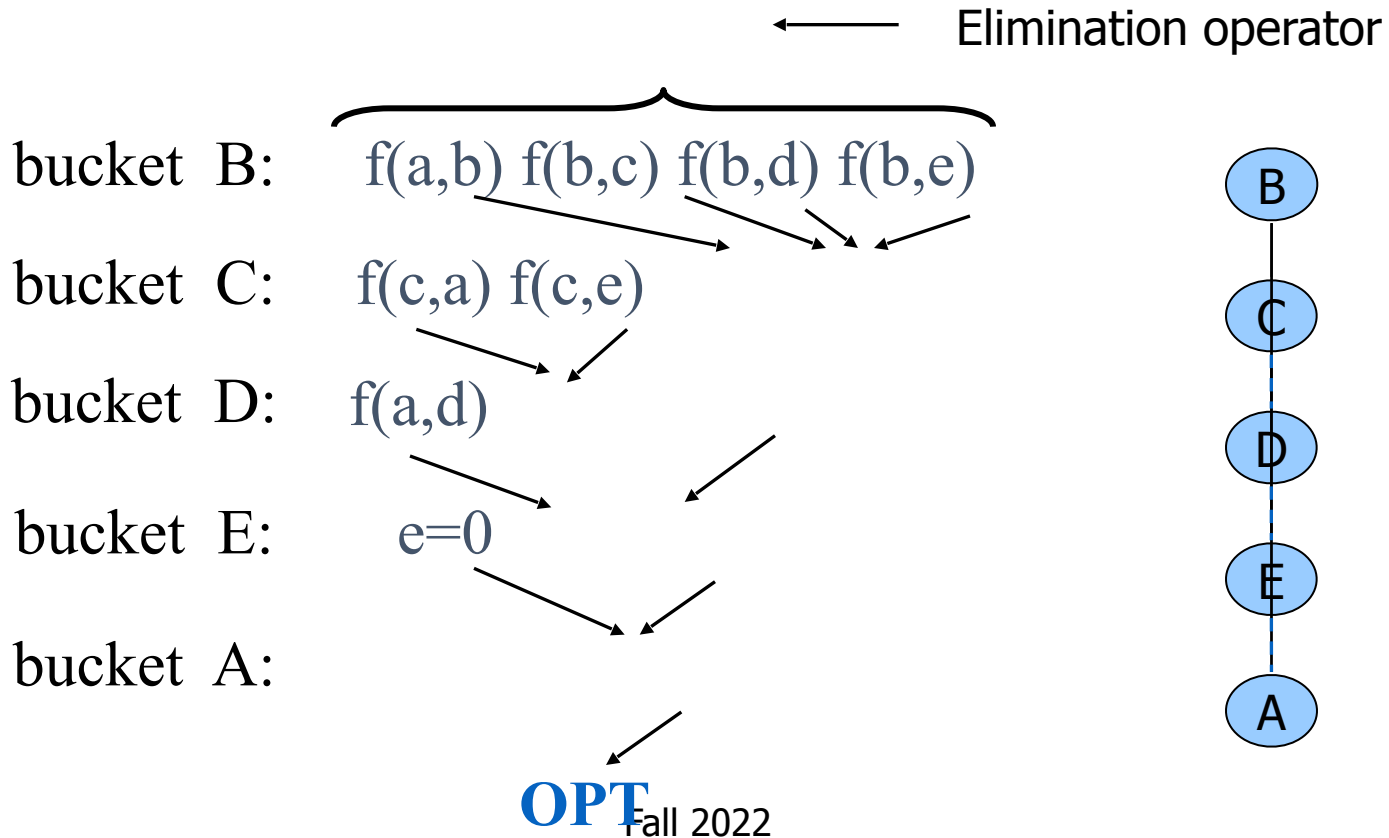 Elimination operator
bucket B: f(a,b) f(b,c) f(b,d) f(b,e)
B
bucket C: f(c,a) f(c,e)
C
bucket D: f(a,d)
D
bucket E: e=0
E
bucket A:
A
OPT
Fall 2022